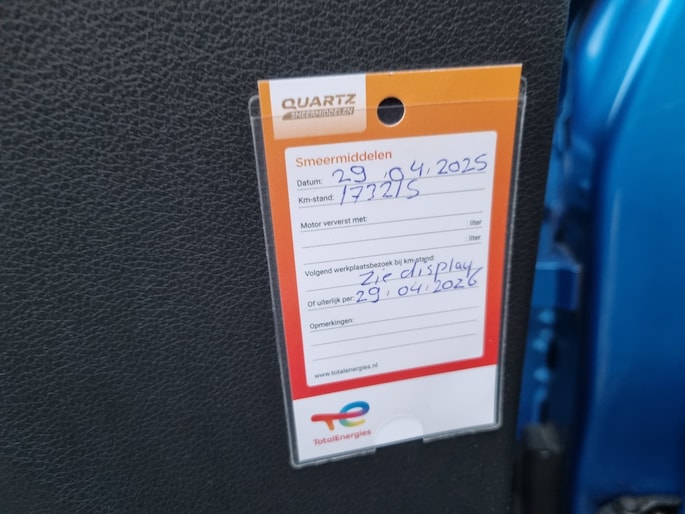 QUARTZ
SMEERMIDDELEN
Smeermiddelen
Datum: 29.04.2025
Km-stand: 173215
Motor ververst met: : liter
: liter
Volgend werkplaatsbezoek bij km-stand:
Zie display
Of uiterlijk per: 29.04.2026
Opmerkingen:
www.totalenergies.nl
TotalEnergies